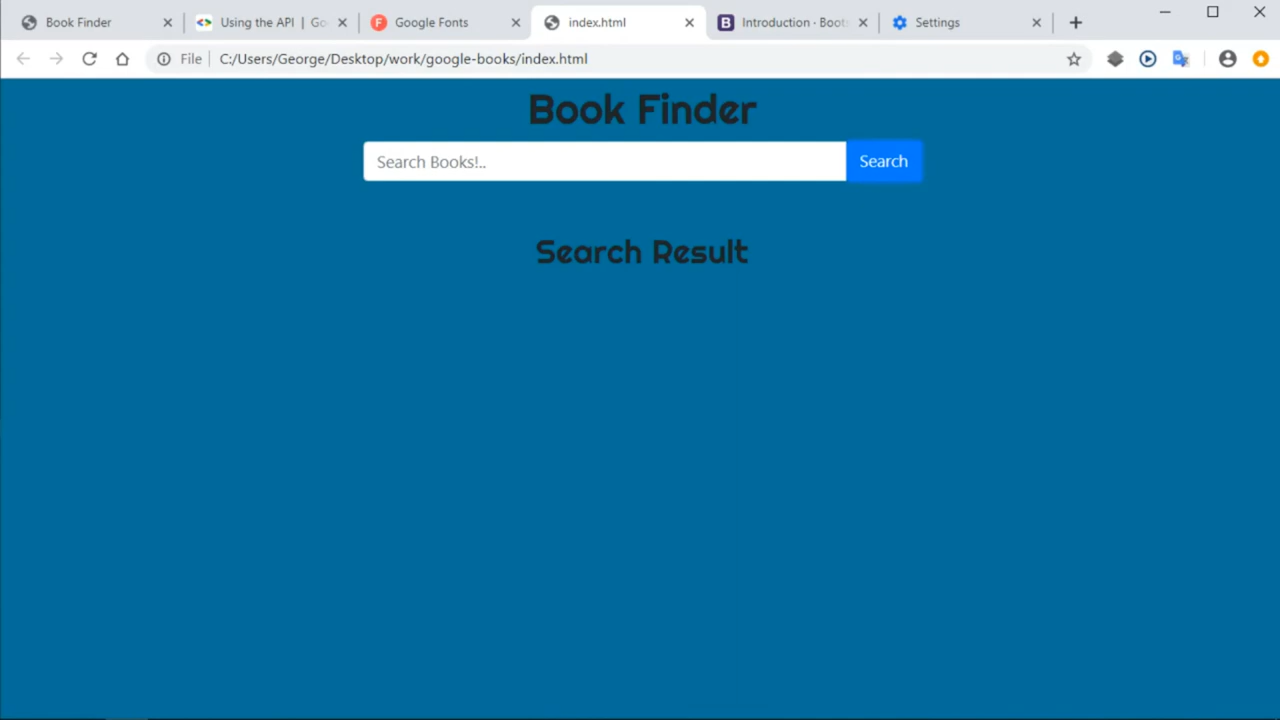 Book Finder
Using the API | Go
Google Fonts
index.html
Introduction · Boots
Settings
File
C:/Users/George/Desktop/work/google-books/index.html
Book Finder
Search Books!..
Search
Search Result